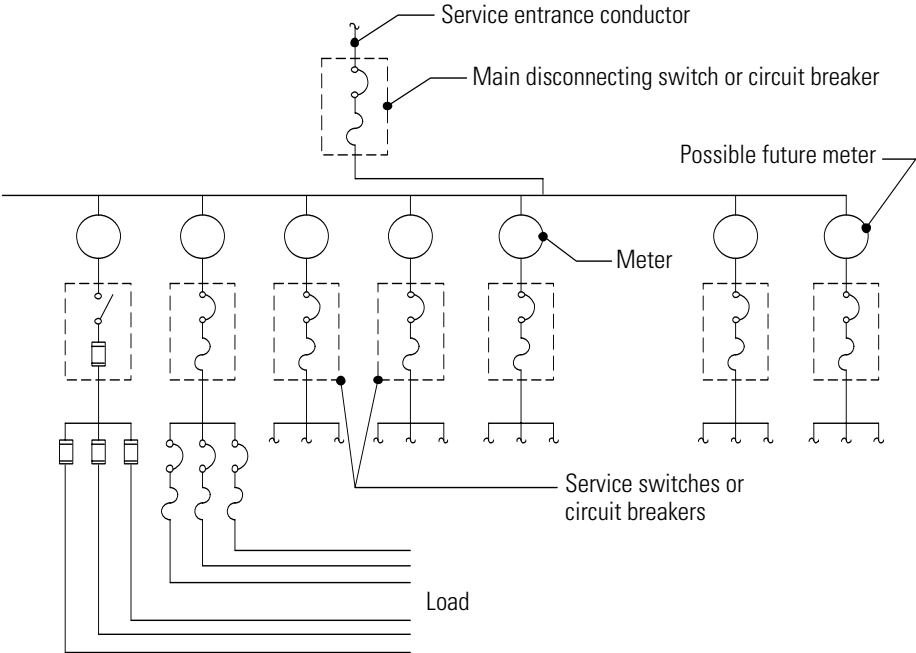 Service entrance conductor
Main disconnecting switch or circuit breaker
Possible future meter
Meter
Service switches or
circuit breakers
Load